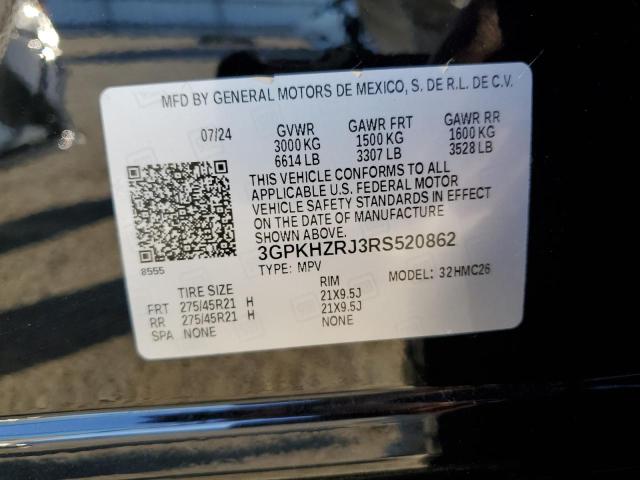 MFD BY GENERAL MOTORS DE MEXICO, S. DE R.L. DE C.V.
07/24 GVWR GAWR FRT GAWR RR
3000 KG 1500 KG 1600 KG
6614 LB 3307 LB 3528 LB
THIS VEHICLE CONFORMS TO ALL
APPLICABLE U.S. FEDERAL MOTOR
VEHICLE SAFETY STANDARDS IN EFFECT
ON THE DATE OF MANUFACTURE
SHOWN ABOVE.
8555
3GPKHZRJ3RS520862
TYPE: MPV MODEL: 32HMC26
TIRE SIZE RIM
FRT 275/45R21 H 21X9.5J
RR 275/45R21 H 21X9.5J
SPA NONE NONE